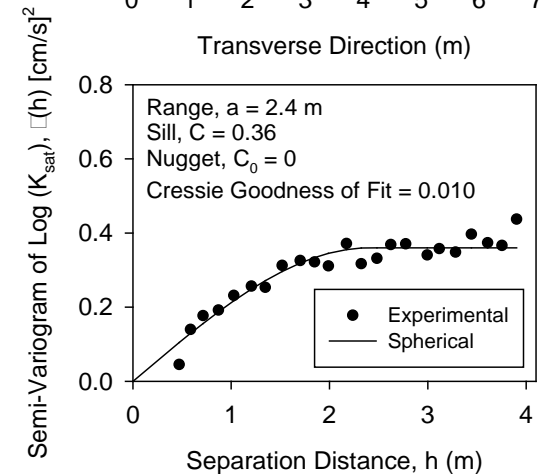 0 1 2 3 4 5 6 7
Transverse Direction (m)
Semi-Variogram of Log (Ksat), □(h) [cm/s]2
0.8
0.6
0.4
0.2
0.0
Range, a = 2.4 m
Sill, C = 0.36
Nugget, C0 = 0
Cressie Goodness of Fit = 0.010
Experimental
Spherical
0 1 2 3 4
Separation Distance, h (m)